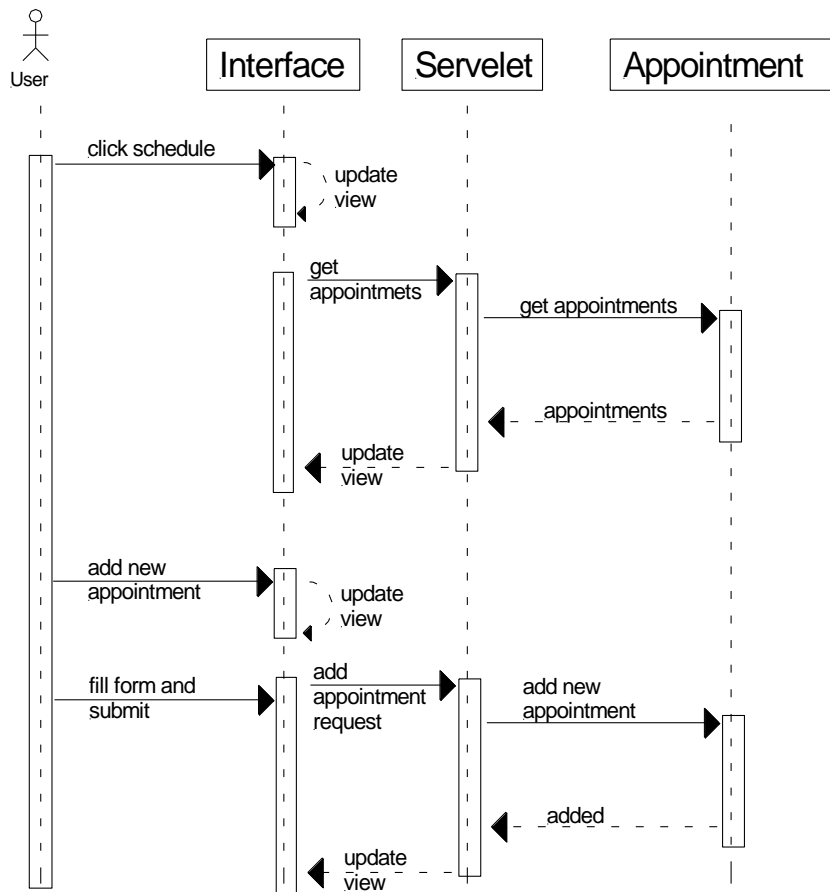 User
Interface
Servelet
Appointment
click schedule
update
view
get
appointmets
get appointments
appointments
update
view
add new
appointment
update
view
fill form and
submit
add
appointment
request
add new
appointment
added
update
view